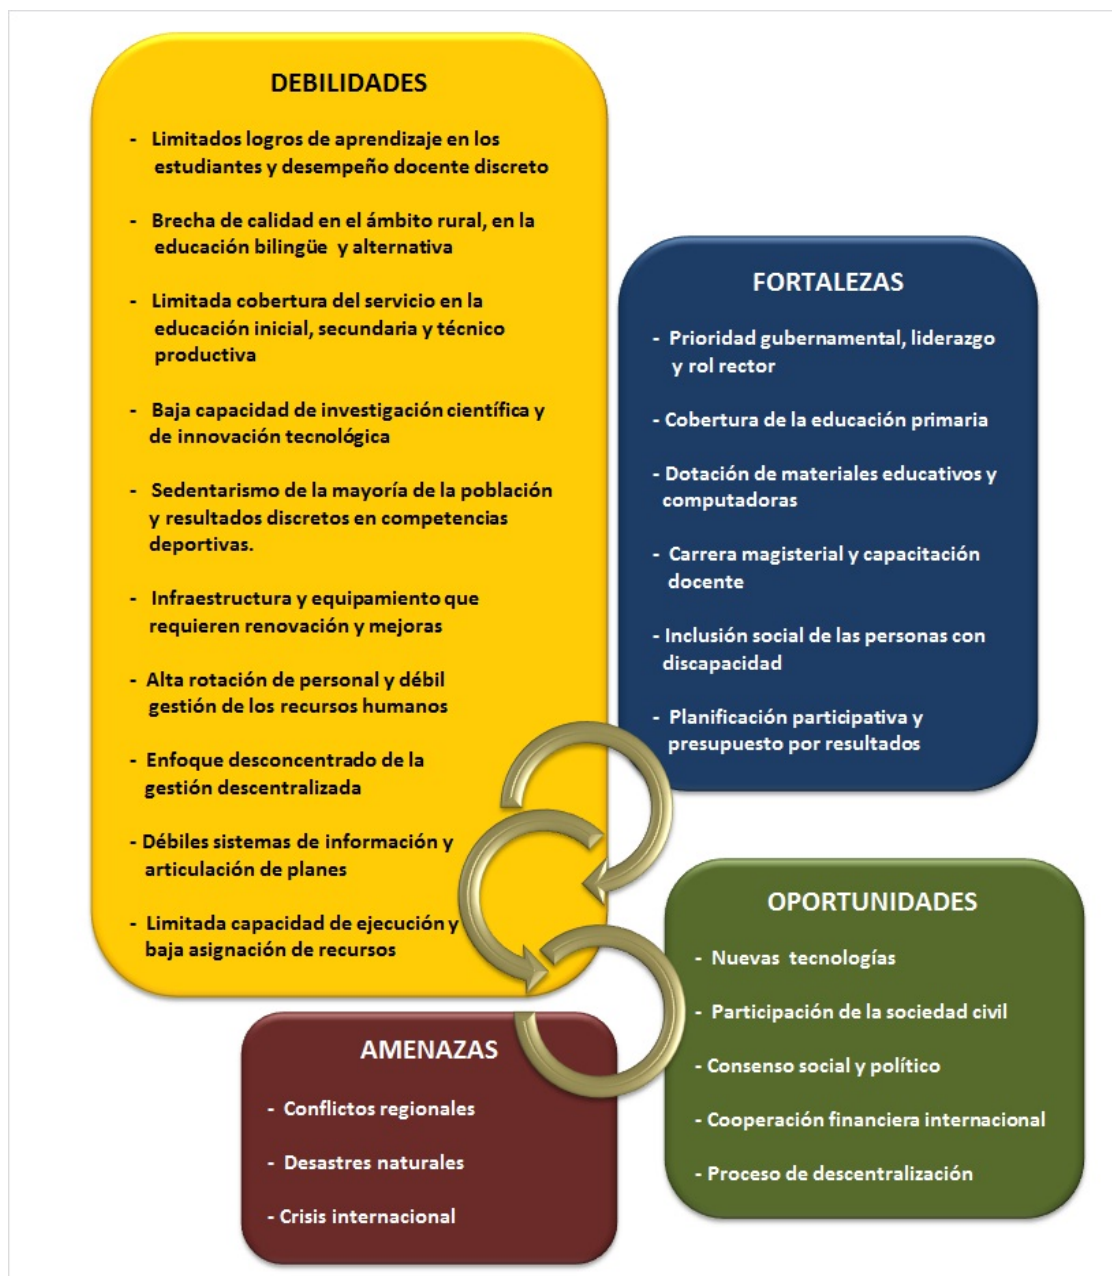 DEBILIDADES
- Limitados logros de aprendizaje en los
estudiantes y desempeño docente discreto
- Brecha de calidad en el ámbito rural, en la
educación bilingüe y alternativa
- Limitada cobertura del servicio en la
educación inicial, secundaria y técnico
productiva
- Baja capacidad de investigación científica y
de innovación tecnológica
- Sedentarismo de la mayoría de la población
y resultados discretos en competencias
deportivas.
- Infraestructura y equipamiento que
requieren renovación y mejoras
- Alta rotación de personal y débil
gestión de los recursos humanos
- Enfoque desconcentrado de la
gestión descentralizada
- Débiles sistemas de información y
articulación de planes
- Limitada capacidad de ejecución y
baja asignación de recursos
FORTALEZAS
- Prioridad gubernamental, liderazgo
y rol rector
- Cobertura de la educación primaria
- Dotación de materiales educativos y
computadoras
- Carrera magisterial y capacitación
docente
- Inclusión social de las personas con
discapacidad
- Planificación participativa y
presupuesto por resultados
AMENAZAS
- Conflictos regionales
- Desastres naturales
- Crisis internacional
OPORTUNIDADES
- Nuevas tecnologías
- Participación de la sociedad civil
- Consenso social y político
- Cooperación financiera internacional
- Proceso de descentralización